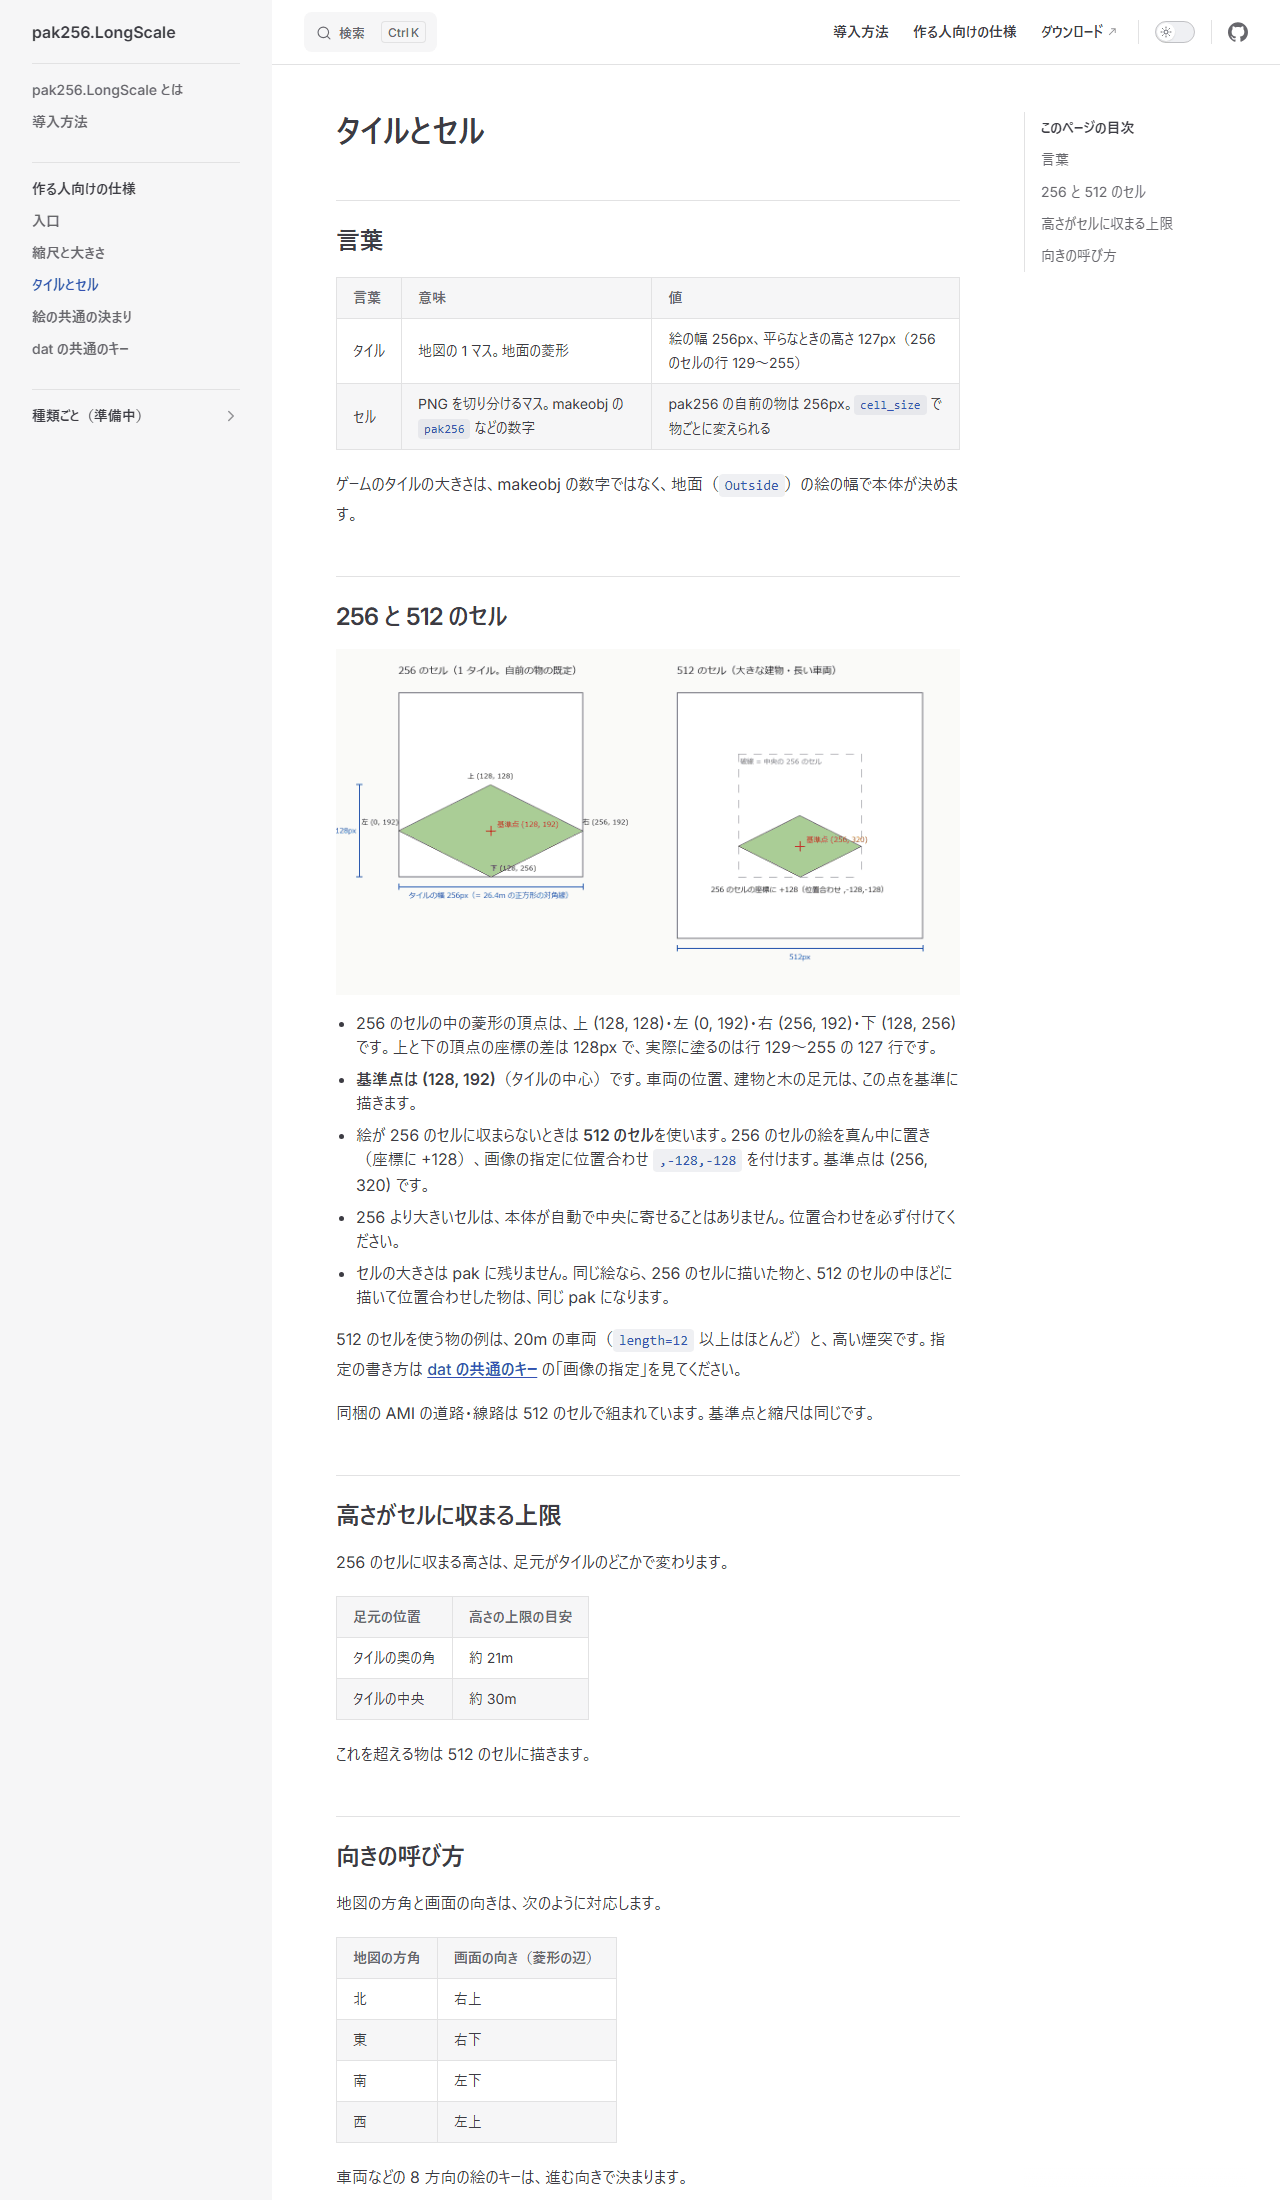 pak256.LongScale
検索 Ctrl K
導入方法 作る人向けの仕様 ダウンロード
pak256.LongScale とは
導入方法
作る人向けの仕様
入口
縮尺と大きさ
タイルとセル
絵の共通の決まり
dat の共通のキー
種類ごと（準備中）
タイルとセル
このページの目次
言葉
256 と 512 のセル
高さがセルに収まる上限
向きの呼び方
言葉
言葉 意味 値
タイル 地図の 1 マス。地面の菱形 絵の幅 256px、平らなときの高さ 127px（256
のセルの行 129～255）
セル PNG を切り分けるマス。makeobj の pak256 の自前の物は 256px。cell_size で
pak256 などの数字 物ごとに変えられる
ゲームのタイルの大きさは、makeobj の数字ではなく、地面（Outside）の絵の幅で本体が決めま
す。
256 と 512 のセル
256 のセル（1 タイル。自前の物の既定）
512 のセル（大きな建物・長い車両）
破線 = 中央の 256 のセル
上 (128, 128)
左 (0, 192)
基準点 (128, 192)
右 (256, 192)
128px
下 (128, 256)
タイルの幅 256px（= 26.4m の正方形の対角線）
基準点 (256, 320)
256 のセルの座標に +128（位置合わせ ,-128,-128）
512px
• 256 のセルの中の菱形の頂点は、上 (128, 128)・左 (0, 192)・右 (256, 192)・下 (128, 256)
です。上と下の頂点の座標の差は 128px で、実際に塗るのは行 129～255 の 127 行です。
• 基準点は (128, 192)（タイルの中心）です。車両の位置、建物と木の足元は、この点を基準に
描きます。
• 絵が 256 のセルに収まらないときは 512 のセルを使います。256 のセルの絵を真ん中に置き
（座標に +128）、画像の指定に位置合わせ ,-128,-128 を付けます。基準点は (256,
320) です。
• 256 より大きいセルは、本体が自動で中央に寄せることはありません。位置合わせを必ず付けてく
ださい。
• セルの大きさは pak に残りません。同じ絵なら、256 のセルに描いた物と、512 のセルの中ほどに
描いて位置合わせした物は、同じ pak になります。
512 のセルを使う物の例は、20m の車両（length=12 以上はほとんど）と、高い煙突です。指
定の書き方は dat の共通のキー の「画像の指定」を見てください。
同梱の AMI の道路・線路は 512 のセルで組まれています。基準点と縮尺は同じです。
高さがセルに収まる上限
256 のセルに収まる高さは、足元がタイルのどこかで変わります。
足元の位置 高さの上限の目安
タイルの奥の角 約 21m
タイルの中央 約 30m
これを超える物は 512 のセルに描きます。
向きの呼び方
地図の方角と画面の向きは、次のように対応します。
地図の方角 画面の向き（菱形の辺）
北 右上
東 右下
南 左下
西 左上
車両などの 8 方向の絵のキーは、進む向きで決まります。